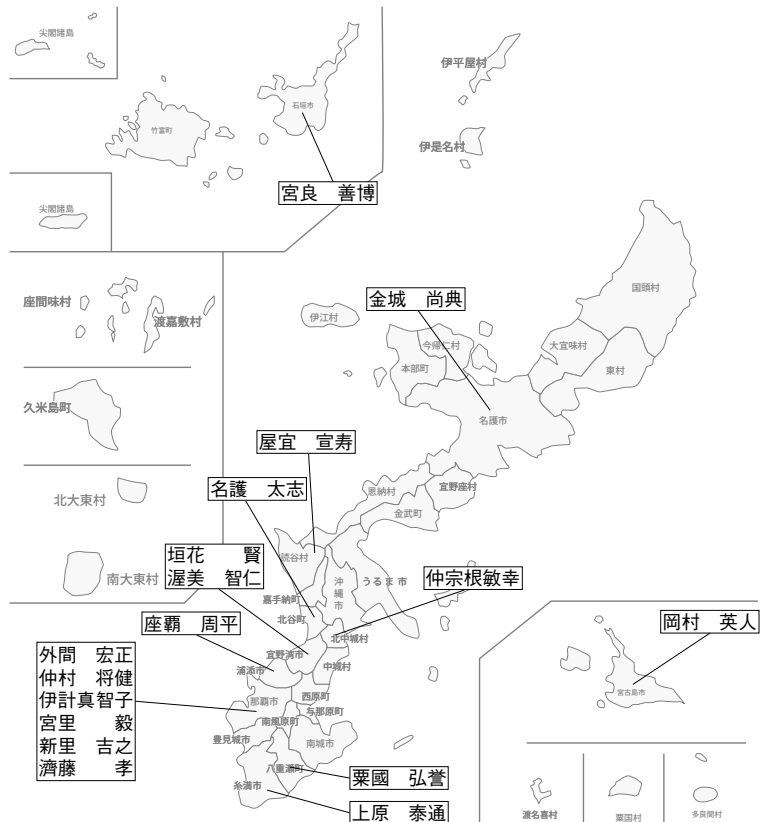 尖閣諸島
伊平屋村
石垣市
竹富町
伊是名村
宮良　善博
尖閣諸島
国頭村
座間味村
渡嘉敷村
金城　尚典
伊江村
今帰仁村
大宜味村
本部町
東村
久米島町
名護市
屋宜　宣寿
名護　太志
恩納村
宜野座村
北大東村
金武町
読谷村
垣花　　賢
渥美　智仁
南大東村
沖縄市
うるま市
仲宗根敏幸
嘉手納町
北谷町
座覇　周平
岡村　英人
北中城村
宜野湾市
中城村
浦添市
外間　宏正
仲村　将健
伊計真智子
宮里　　毅
新里　吉之
濟藤　　孝
宮古島市
西原町
那覇市
与那原町
南風原町
豊見城市
南城市
八重瀬町
粟國　弘誉
糸満市
上原　泰通
渡名喜村
粟国村
多良間村